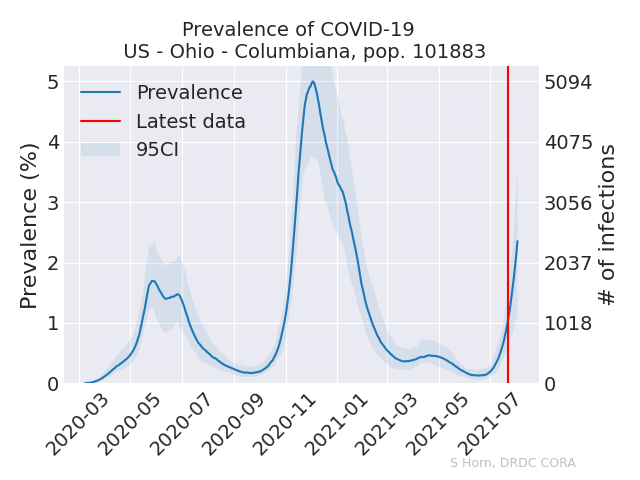 Prevalence of COVID-19
US - Ohio - Columbiana, pop. 101883
Prevalence
Latest data
95CI
Prevalence (%)
5
4
3
2
1
0
5094
4075
3056
2037
1018
0
# of infections
2020-03
2020-05
2020-07
2020-09
2020-11
2021-01
2021-03
2021-05
2021-07
S Horn, DRDC CORA